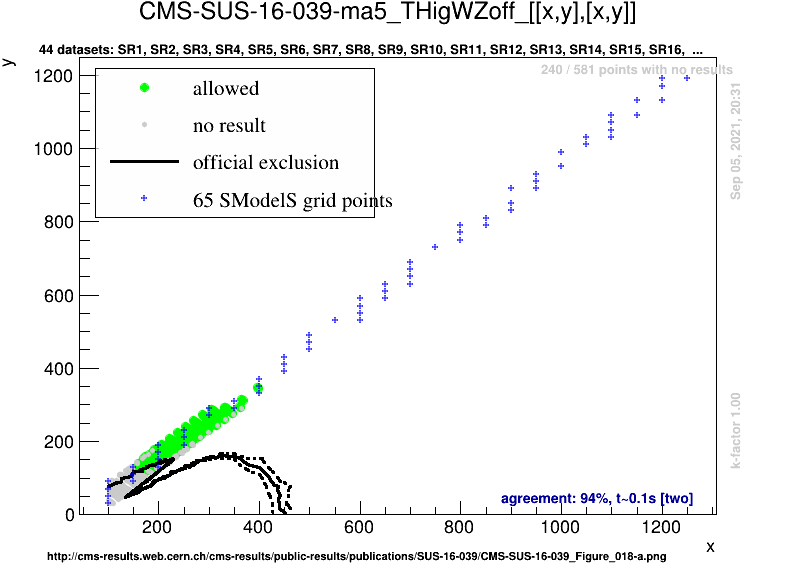 CMS-SUS-16-039-ma5_THigWZoff_[[x,y],[x,y]]
44 datasets: SR1, SR2, SR3, SR4, SR5, SR6, SR7, SR8, SR9, SR10, SR11, SR12, SR13, SR14, SR15, SR16, ...
y
240 / 581 points with no results
allowed
no result
official exclusion
65 SModelS grid points
Sep 05, 2021, 20:31
k-factor 1.00
1200
1000
800
600
400
200
0
agreement: 94%, t~0.1s [two]
200 400 600 800 1000 1200
x
http://cms-results.web.cern.ch/cms-results/public-results/publications/SUS-16-039/CMS-SUS-16-039_Figure_018-a.png